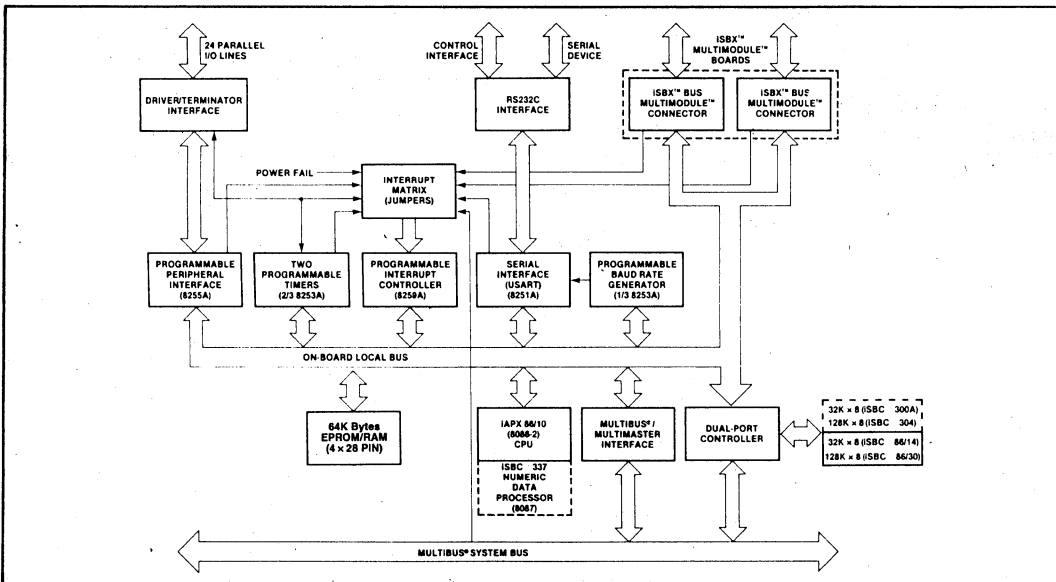 24 PARALLEL
I/O LINES
CONTROL
INTERFACE
SERIAL
DEVICE
iSBX™
MULTIMODULE™
BOARDS
DRIVER/TERMINATOR
INTERFACE
RS232C
INTERFACE
iSBX™ BUS
MULTIMODULE™
CONNECTOR
iSBX™ BUS
MULTIMODULE™
CONNECTOR
POWER FAIL
INTERRUPT
MATRIX
(JUMPERS)
PROGRAMMABLE
PERIPHERAL
INTERFACE
(8255A)
TWO
PROGRAMMABLE
TIMERS
(2/3 8253A)
PROGRAMMABLE
INTERRUPT
CONTROLLER
(8259A)
SERIAL
INTERFACE
(USART)
(8251A)
PROGRAMMABLE
BAUD RATE
GENERATOR
(1/3 8253A)
ON-BOARD LOCAL BUS
64K Bytes
EPROM/RAM
(4 × 28 PIN)
iAPX 86/10
(8086-2)
CPU
iSBC 337
NUMERIC
DATA
PROCESSOR
(8087)
MULTIBUS®/
MULTIMASTER
INTERFACE
DUAL-PORT
CONTROLLER
32K × 8 (iSBC 300A)
128K × 8 (iSBC 304)
32K × 8 (iSBC 86/14)
128K × 8 (iSBC 86/30)
MULTIBUS® SYSTEM BUS